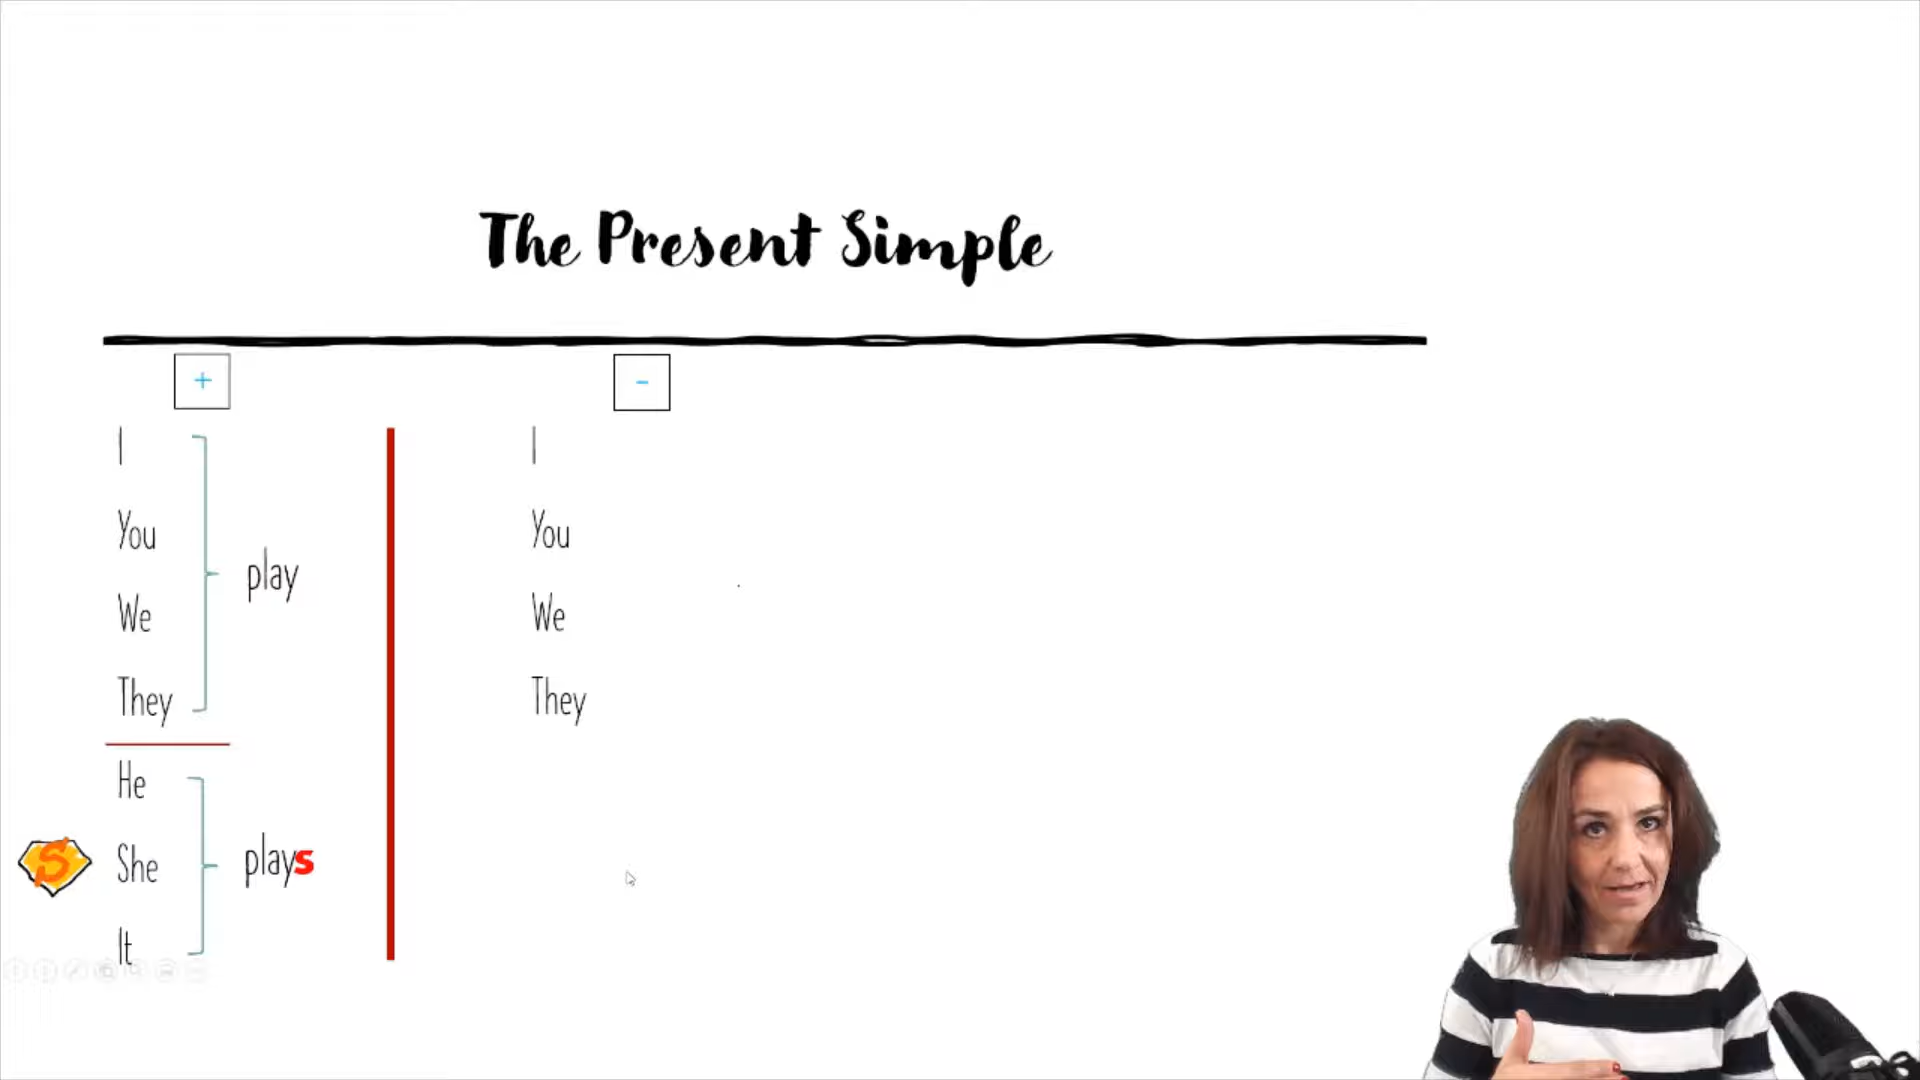 The Present Simple
+
I
You
We
They
play
He
S
She
It
plays
-
I
You
We
They